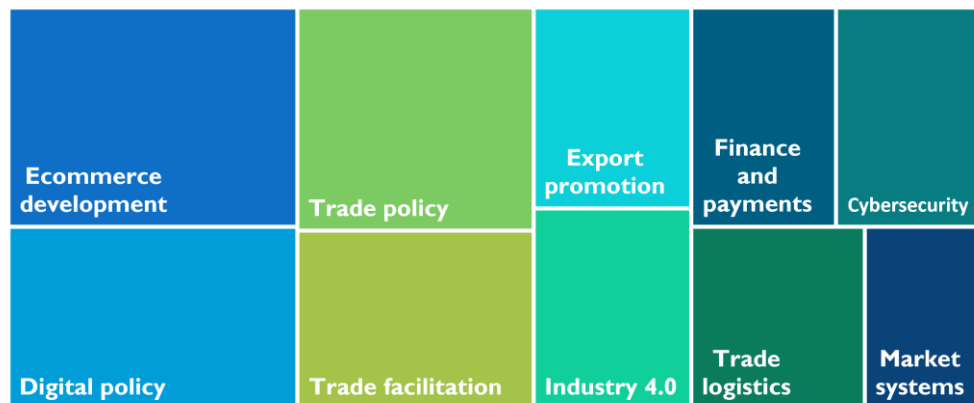 Ecommerce
development
Trade policy
Export
promotion
Finance
and
payments
Cybersecurity
Digital policy
Trade facilitation
Industry 4.0
Trade
logistics
Market
systems